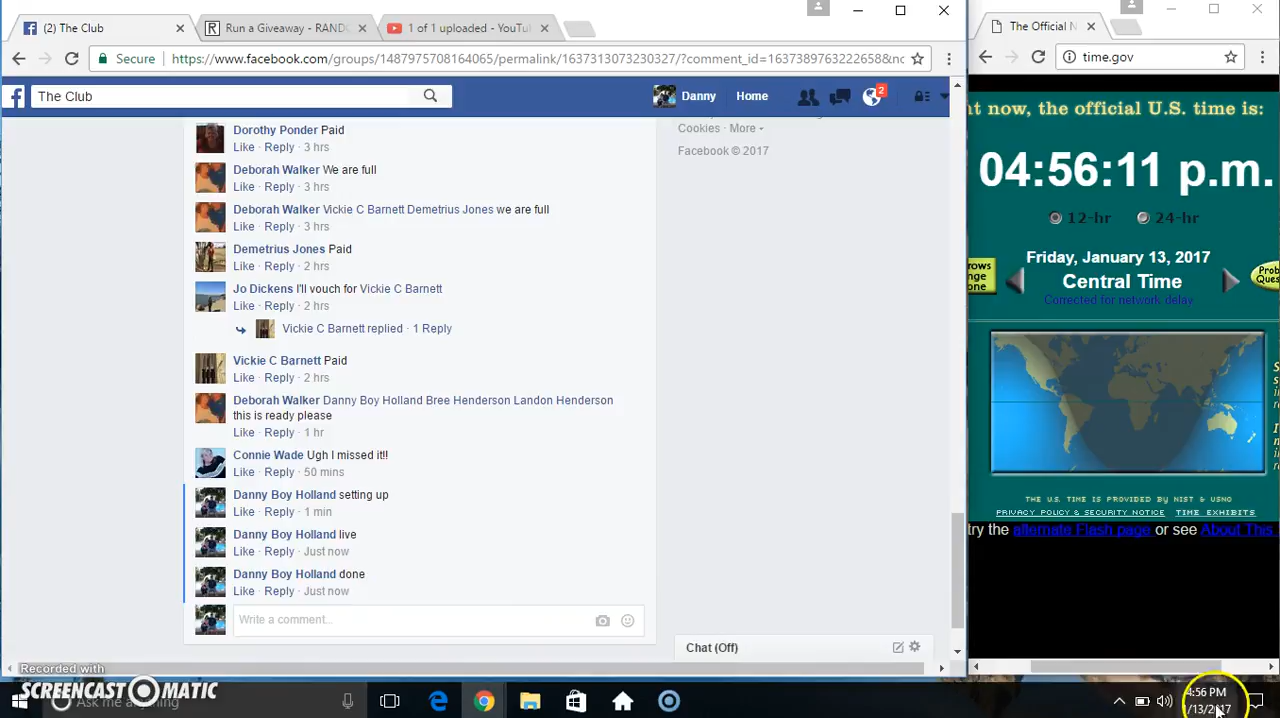 (2) The Club
Run a Giveaway - RAND
1 of 1 uploaded - YouTu
Secure
https://www.facebook.com/groups/1487975708164065/permalink/1637313073230327/?comment_id=1637389763222658&no
The Club
Danny
Home
2
Cookies · More
Facebook © 2017
Dorothy Ponder Paid
Like · Reply · 3 hrs
Deborah Walker We are full
Like · Reply · 3 hrs
Deborah Walker Vickie C Barnett Demetrius Jones we are full
Like · Reply · 3 hrs
Demetrius Jones Paid
Like · Reply · 2 hrs
Jo Dickens I'll vouch for Vickie C Barnett
Like · Reply · 2 hrs
Vickie C Barnett replied · 1 Reply
Vickie C Barnett Paid
Like · Reply · 2 hrs
Deborah Walker Danny Boy Holland Bree Henderson Landon Henderson
this is ready please
Like · Reply · 1 hr
Connie Wade Ugh I missed it!!
Like · Reply · 50 mins
Danny Boy Holland setting up
Like · Reply · 1 min
Danny Boy Holland live
Like · Reply · Just now
Danny Boy Holland done
Like · Reply · Just now
Write a comment...
Chat (Off)
The Official N
time.gov
t now, the official U.S. time is:
04:56:11 p.m.
12-hr
24-hr
Friday, January 13, 2017
Central Time
Corrected for network delay
THE U.S. TIME IS PROVIDED BY NIST & USNO
PRIVACY POLICY & SECURITY NOTICE
TIME EXHIBITS
try the alternate Flash page or see About This
Recorded with
SCREENCAST-O-MATIC
Ask me anything
4:56 PM
/13/2017